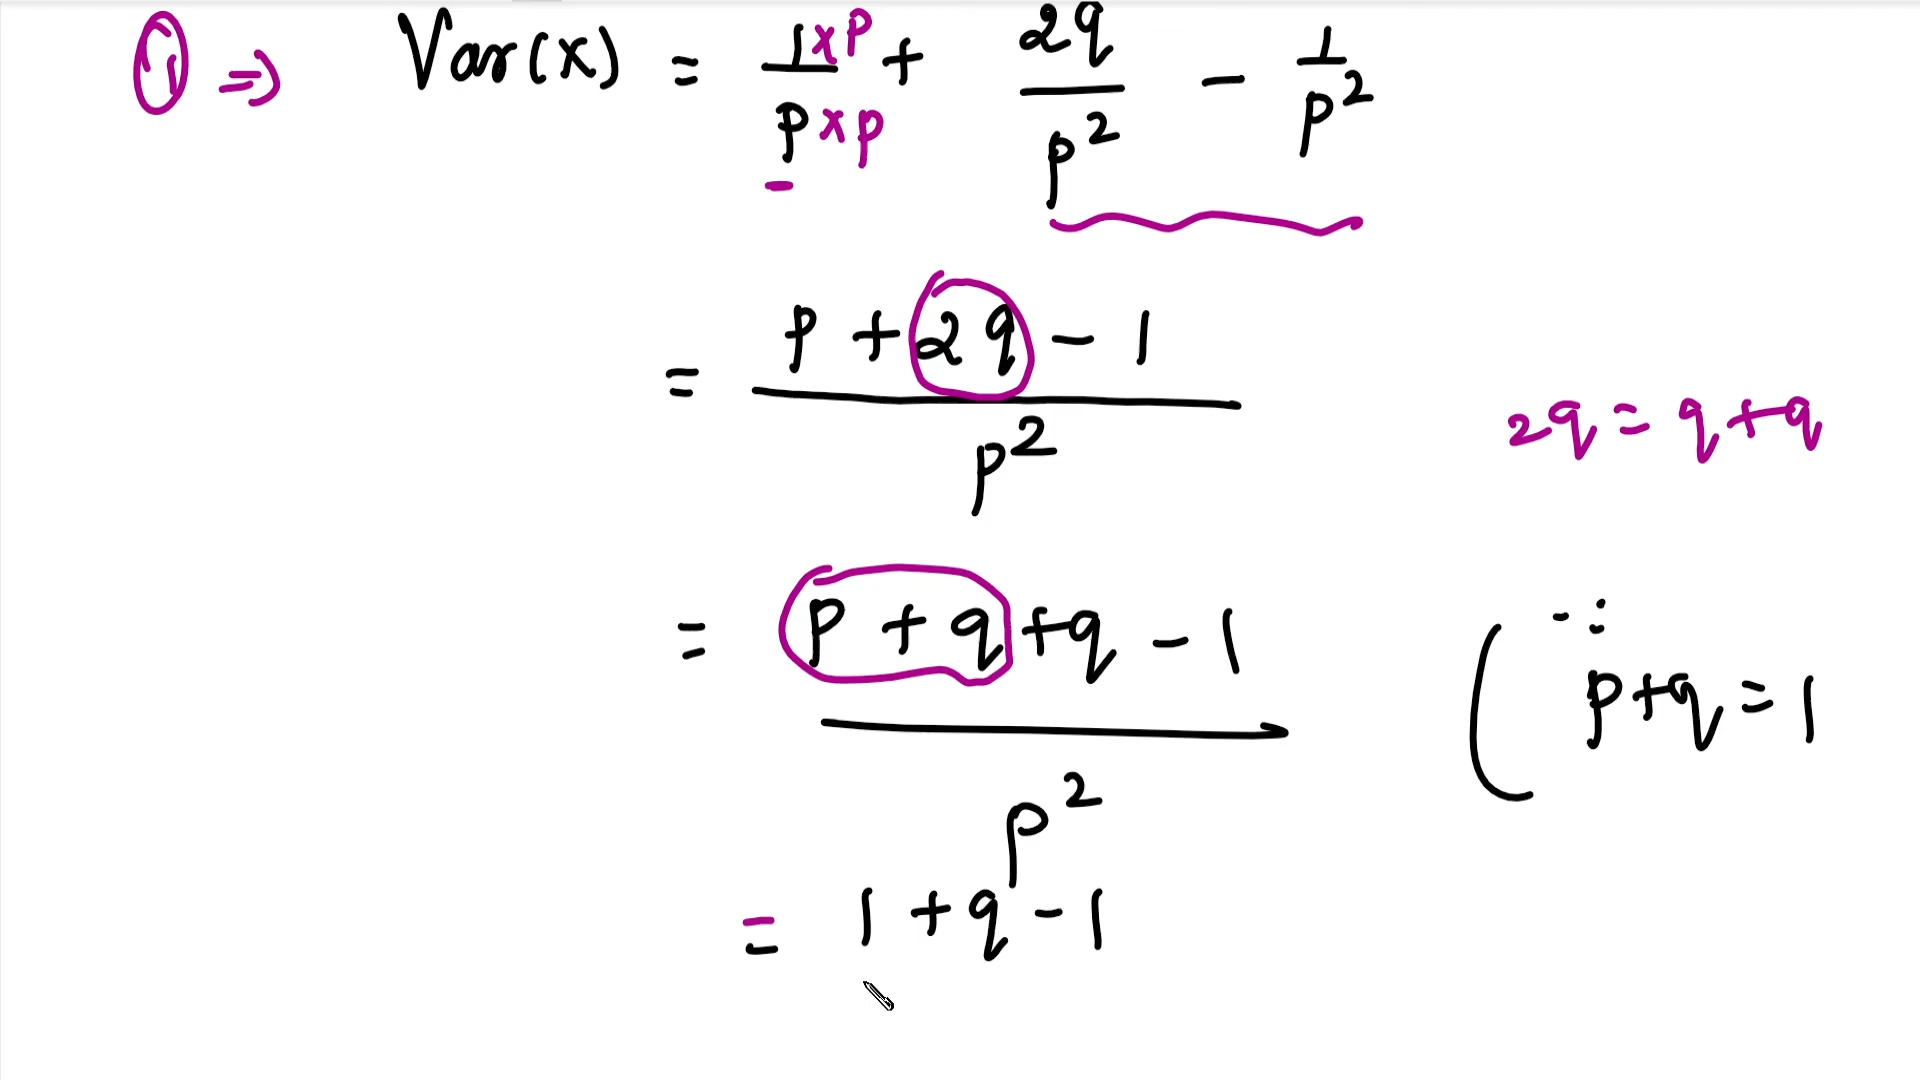 ① ⇒ Var(X) = 1×p/p×p + 2q/p² − 1/p²
= (p + 2q − 1)/p²
2q = q + q
= (p + q + q − 1)/p²
( ∵ p + q = 1
= 1 + q − 1